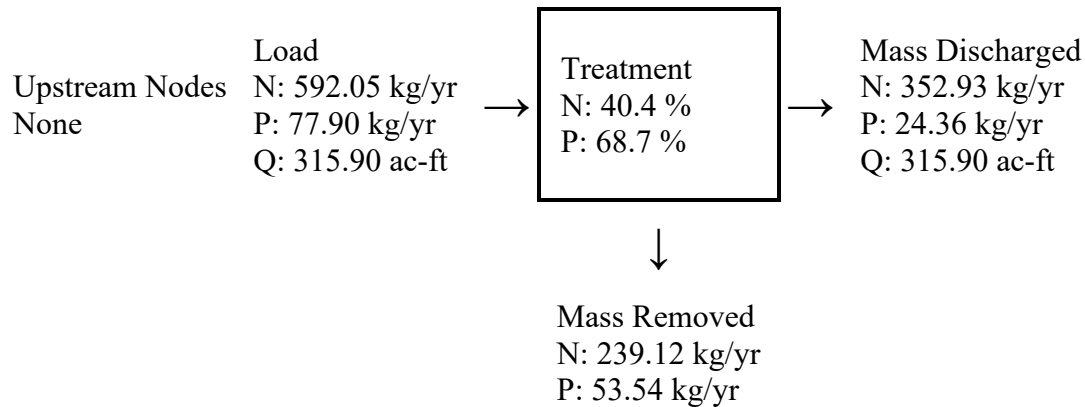 Upstream Nodes
None
Load
N: 592.05 kg/yr
P: 77.90 kg/yr
Q: 315.90 ac-ft
Treatment
N: 40.4 %
P: 68.7 %
Mass Discharged
N: 352.93 kg/yr
P: 24.36 kg/yr
Q: 315.90 ac-ft
Mass Removed
N: 239.12 kg/yr
P: 53.54 kg/yr